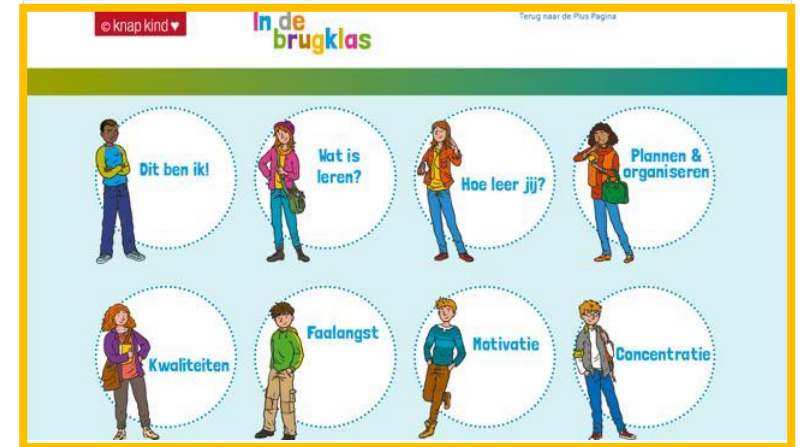 © knap kind ♥
In de
brugklas
Terug naar de Plus Pagina
Dit ben ik!
Wat is
leren?
Hoe leer jij?
Plannen &
organiseren
Kwaliteiten
Faalangst
Motivatie
Concentratie